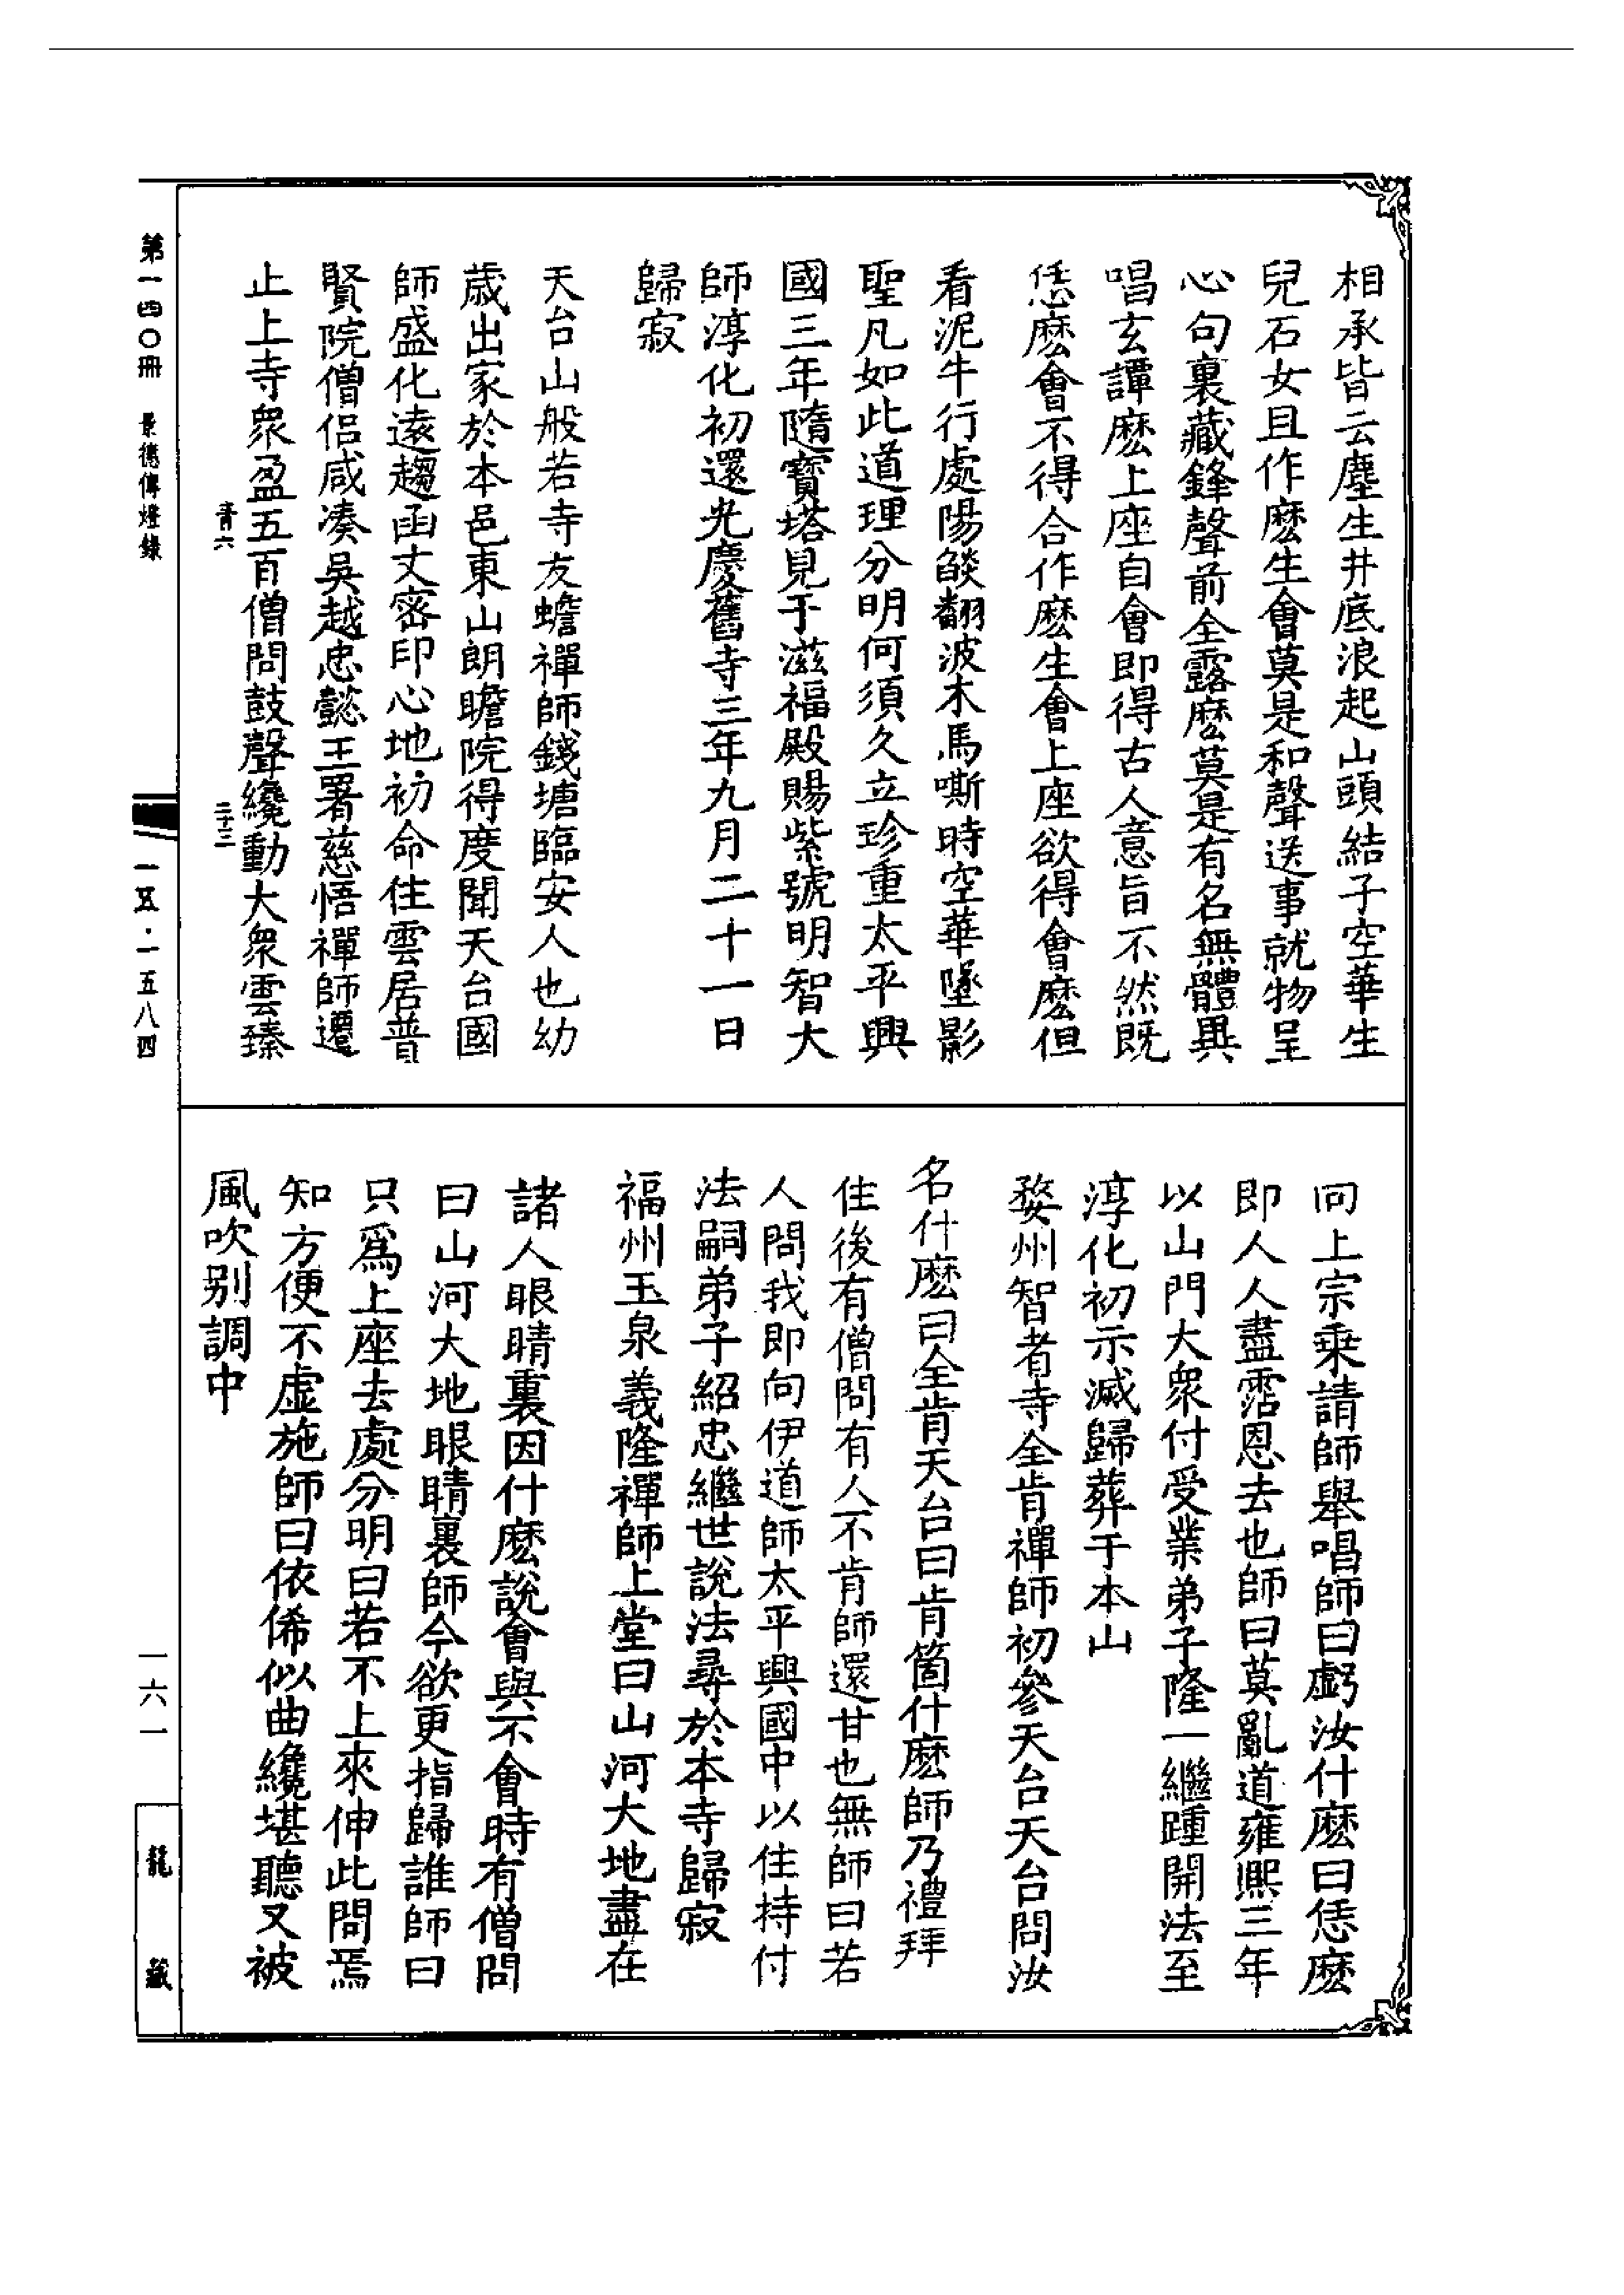 相承皆云塵生井底浪起山頭結子空華生
兒石女且作麽生會莫是和聲送事就物呈
心句裏藏鋒聲前全露麽莫是有名無體異
唱玄譚麽上座自會即得古人意旨不然既
恁麽會不得合作麽生會上座欲得會麽但
看泥牛行處陽燄翻波木馬嘶時空華墜影
聖凡如此道理分明何須久立珍重太平興
國三年隨寶塔見于滋福殿賜紫號明智大
師淳化初還光慶舊寺三年九月二十一日
歸寂
天台山般若寺友蟾禪師錢塘臨安人也幼
歲出家於本邑東山朗瞻院得度聞天台國
師盛化遠趨函丈密印心地初命住雲居普
賢院僧侶咸湊吳越忠懿王署慈悟禪師遷
止上寺衆盈五百僧問鼓聲纔動大衆雲臻
青六
二十三
向上宗乘請師舉唱師曰虧汝什麽曰恁麽
即人人盡霑恩去也師曰莫亂道雍熙三年
以山門大衆付受業弟子隆一繼踵開法至
淳化初示滅歸葬于本山
婺州智者寺全肯禪師初參天台天台問汝
名什麽曰全肯天台曰肯箇什麽師乃禮拜
住後有僧問有人不肯師還甘也無師曰若
人問我即向伊道師太平興國中以住持付
法嗣弟子紹忠繼世說法尋於本寺歸寂
福州玉泉義隆禪師上堂曰山河大地盡在
諸人眼睛裏因什麽說會與不會時有僧問
曰山河大地眼睛裏師今欲更指歸誰師曰
只爲上座去處分明曰若不上來伸此問焉
知方便不虛施師曰依俙似曲纔堪聽又被
風吹别調中
第一四〇冊 景德傳燈錄
一五·一五八四
一六一
龍藏